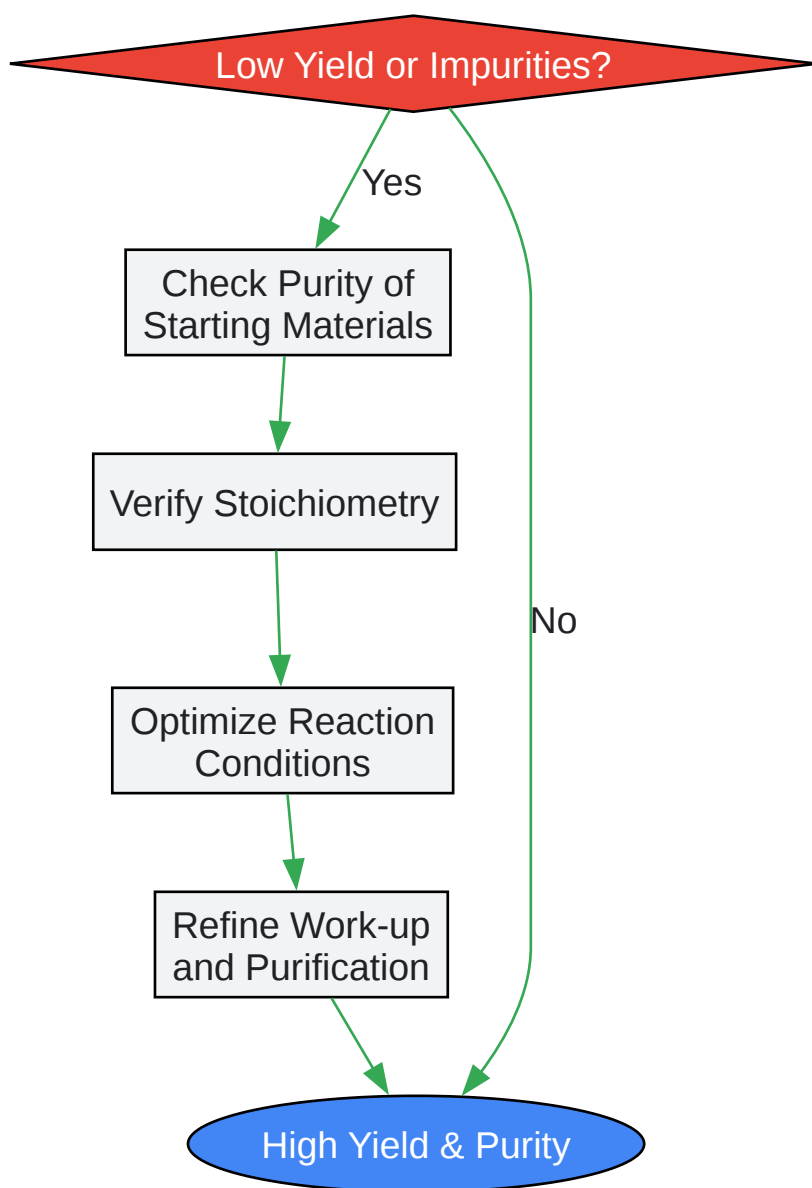 Low Yield or Impurities?
Yes
Check Purity of
Starting Materials
Verify Stoichiometry
No
Optimize Reaction
Conditions
Refine Work-up
and Purification
High Yield & Purity